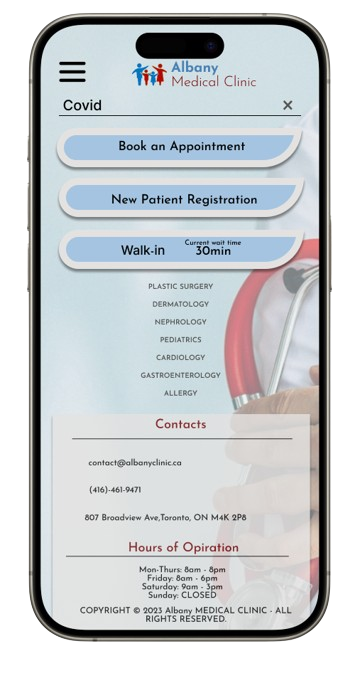 Albany
Medical Clinic
Covid
Book an Appointment
New Patient Registration
Walk-in
Current wait time
30min
PLASTIC SURGERY
DERMATOLOGY
NEPHROLOGY
PEDIATRICS
CARDIOLOGY
GASTROENTEROLOGY
ALLERGY
Contacts
contact@albanyclinic.ca
(416)-461-9471
807 Broadview Ave,Toronto, ON M4K 2P8
Hours of Opiration
Mon-Thurs: 8am - 8pm
Friday: 8am - 6pm
Saturday: 9am - 3pm
Sunday: CLOSED
COPYRIGHT © 2023 Albany MEDICAL CLINIC - ALL
RIGHTS RESERVED.